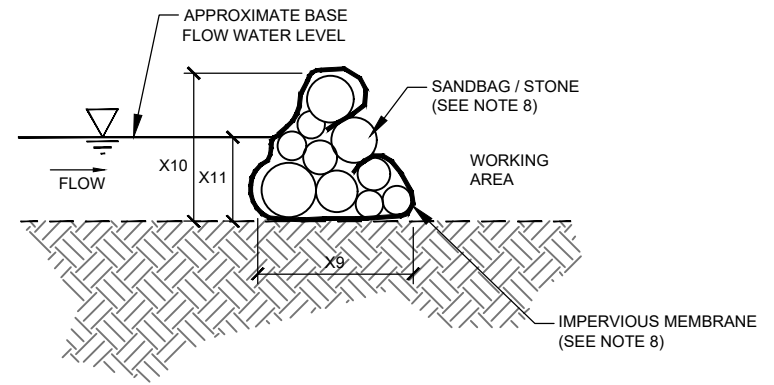 APPROXIMATE BASE
FLOW WATER LEVEL
SANDBAG / STONE
(SEE NOTE 8)
X10
X11
WORKING
AREA
FLOW
X9
IMPERVIOUS MEMBRANE
(SEE NOTE 8)